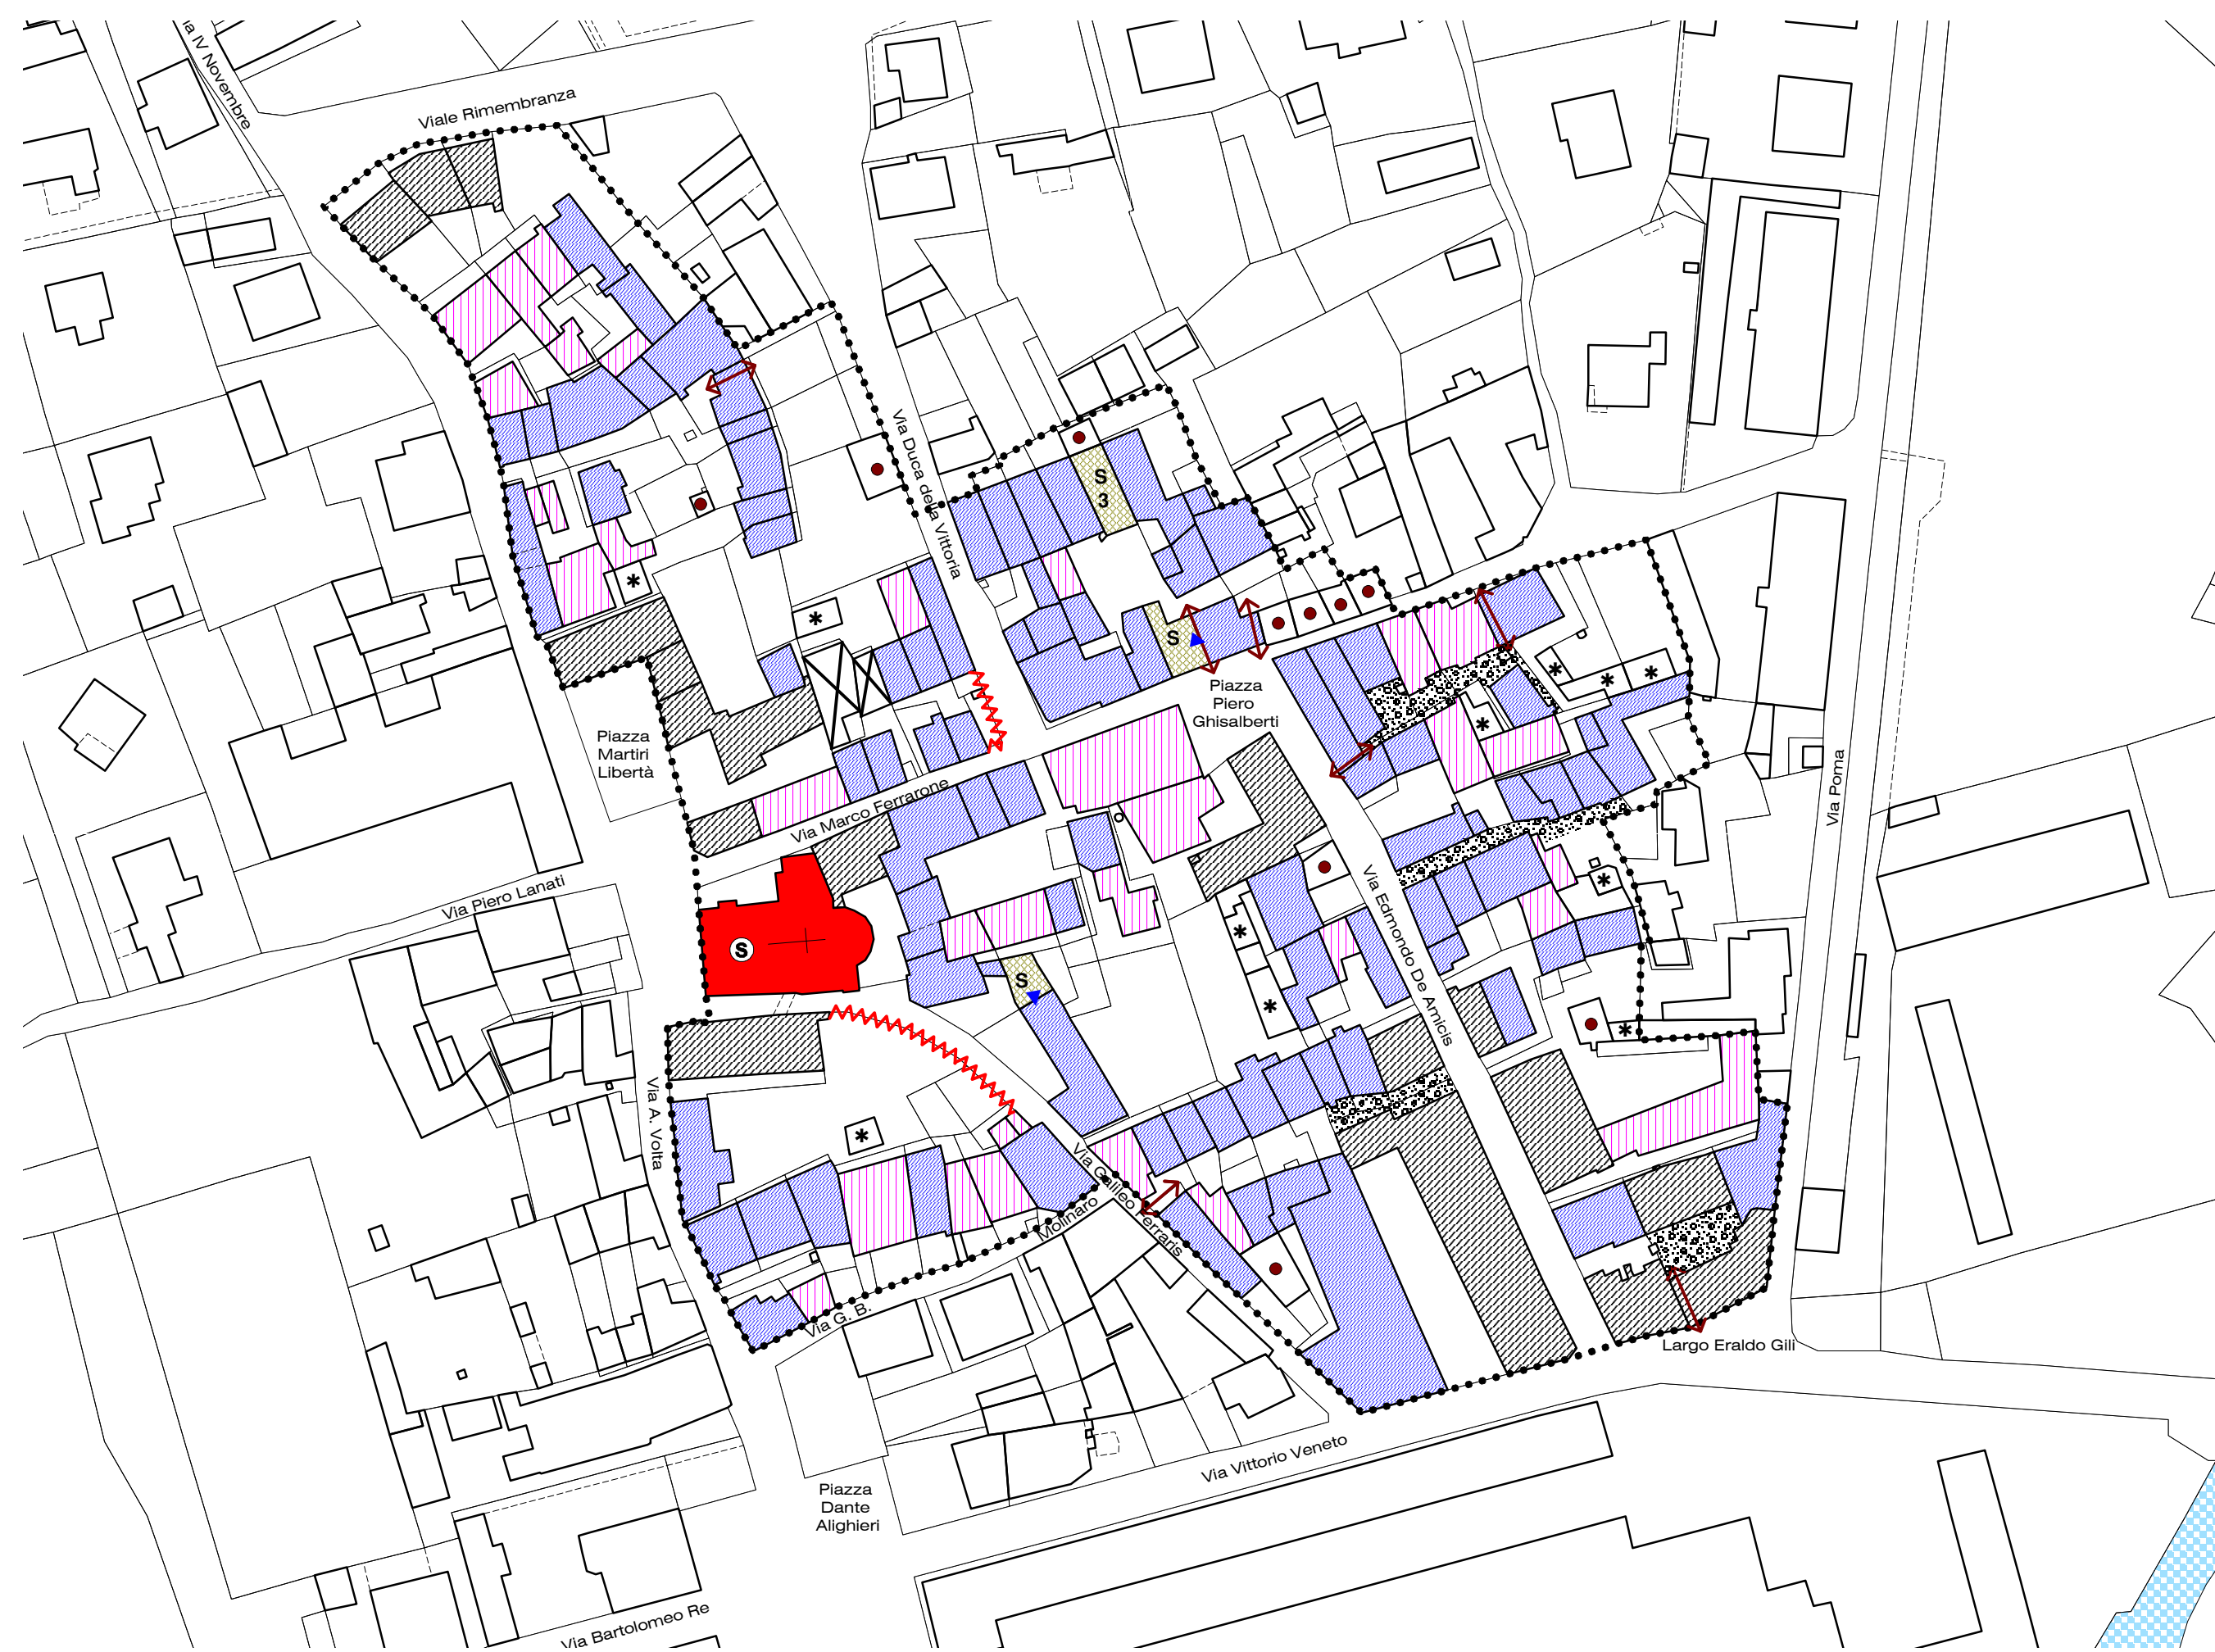 Via IV Novembre
Viale Rimembranza
Via Duca della Vittoria
S
3
S
Piazza
Piero
Ghisalberti
Piazza
Martiri
Libertà
Via Marco Ferrarone
Via Poma
Via Piero Lanati
S
S
Via Edmondo De Amicis
Via A. Volta
Via Galileo Ferraris
Molinaro
Via G. B.
Largo Eraldo Gili
Via Vittorio Veneto
Piazza
Dante
Alighieri
Via Bartolomeo Re